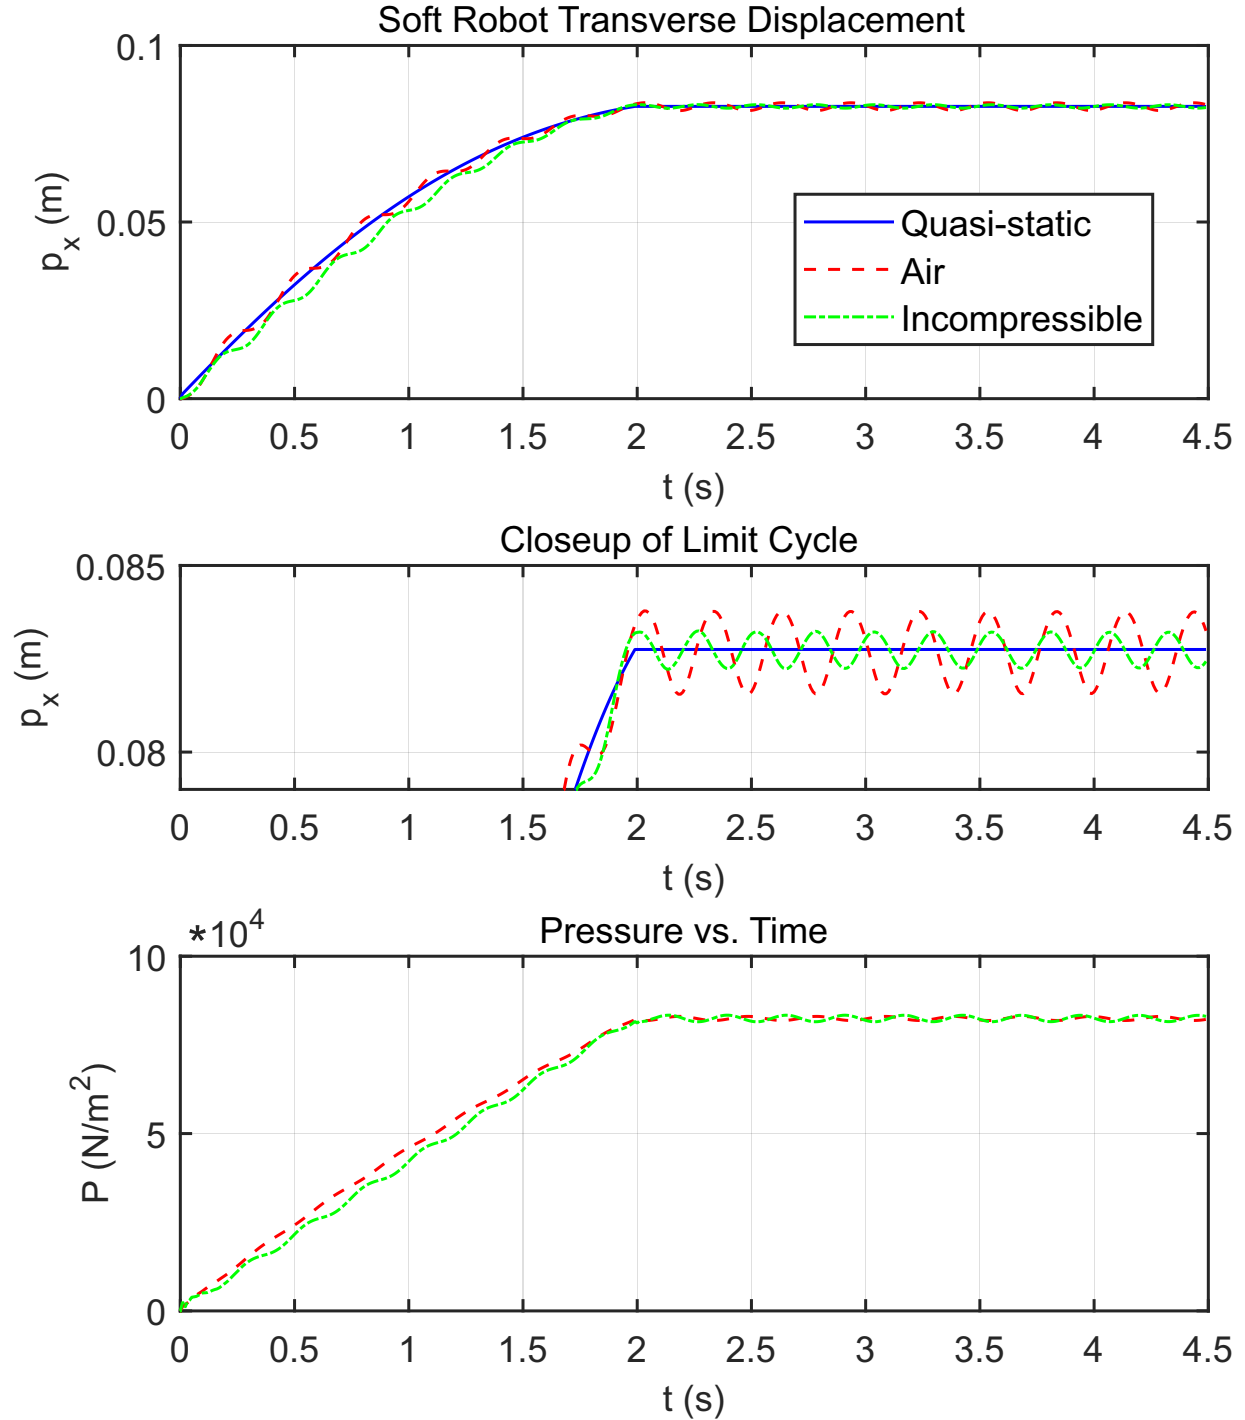 Soft Robot Transverse Displacement
0.1
0.05
0
p_x (m)
Quasi-static
Air
Incompressible
0 0.5 1 1.5 2 2.5 3 3.5 4 4.5
t (s)
Closeup of Limit Cycle
0.085
0.08
p_x (m)
0 0.5 1 1.5 2 2.5 3 3.5 4 4.5
t (s)
Pressure vs. Time
*10^4
10
5
0
P (N/m^2)
0 0.5 1 1.5 2 2.5 3 3.5 4 4.5
t (s)